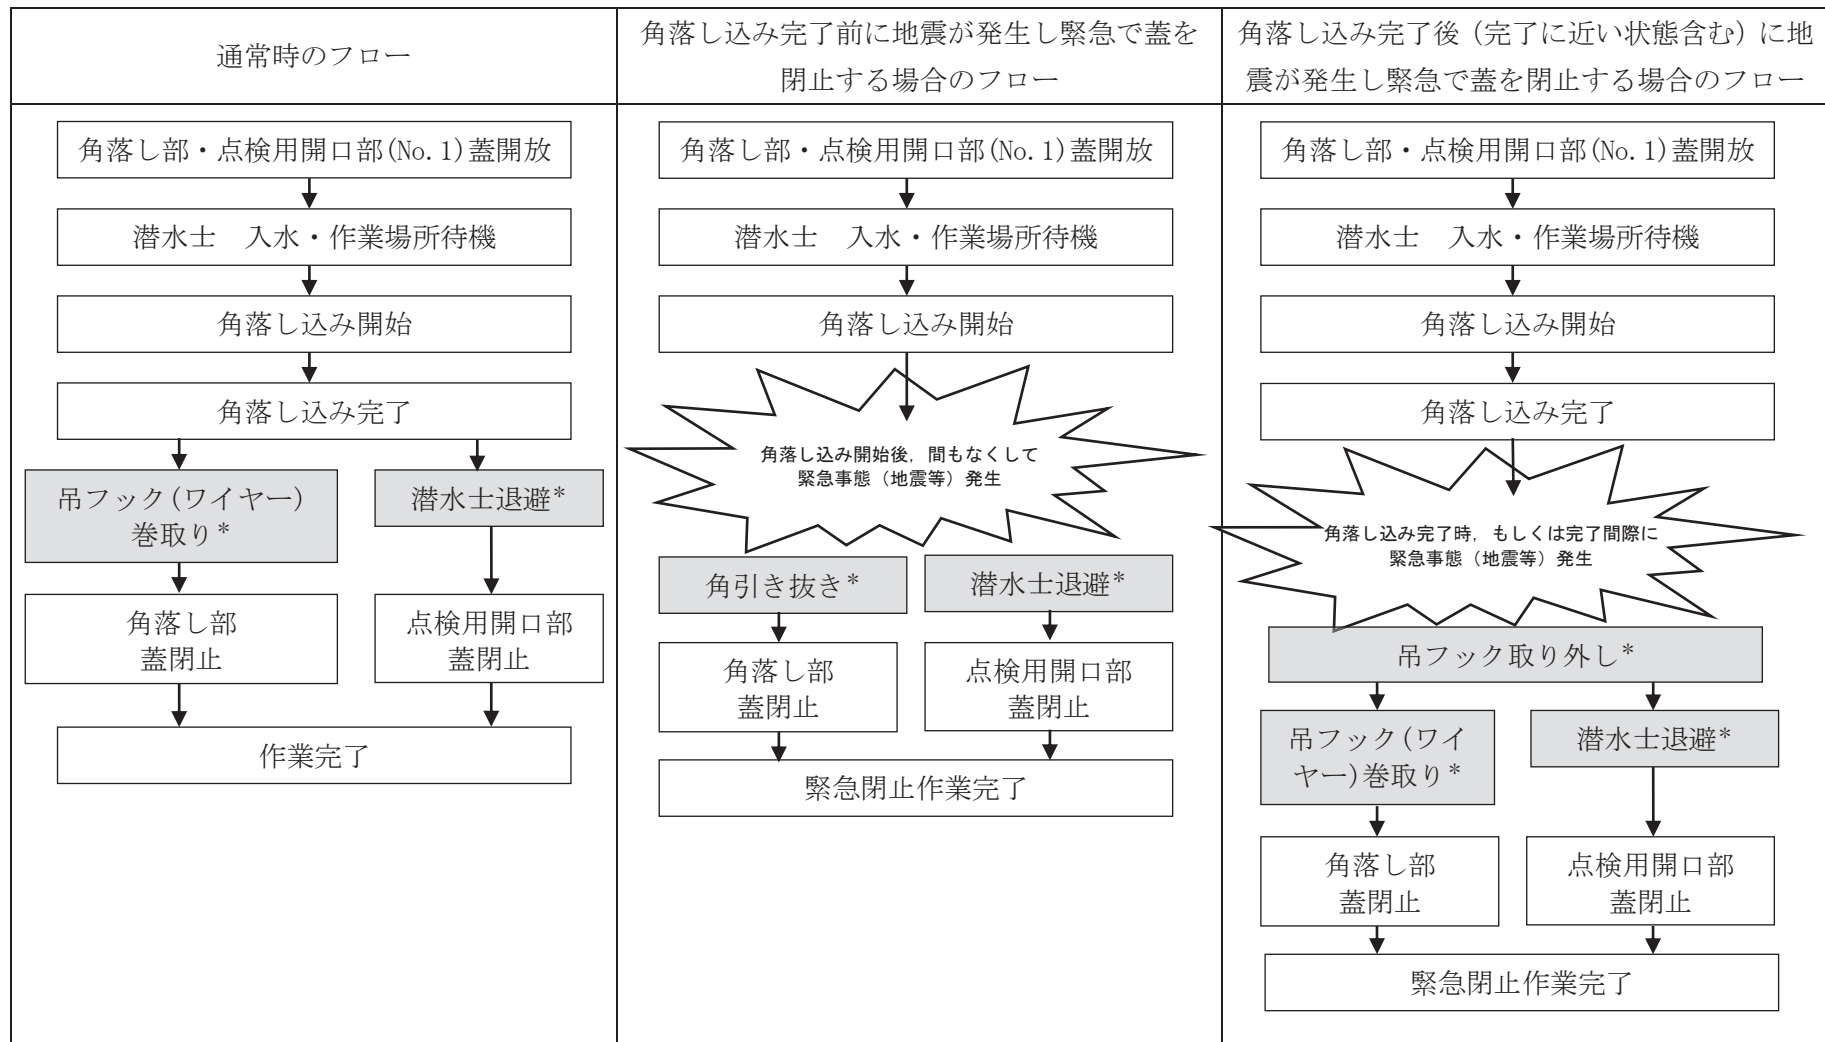 通常時のフロー
角落し込み完了前に地震が発生し緊急で蓋を
閉止する場合のフロー
角落し込み完了後(完了に近い状態含む)に地
震が発生し緊急で蓋を閉止する場合のフロー
角落し部・点検用開口部(No.1)蓋開放
潜水士　入水・作業場所待機
角落し込み開始
角落し込み完了
吊フック(ワイヤー)
巻取り*
潜水士退避*
角落し部
蓋閉止
点検用開口部
蓋閉止
作業完了
角落し部・点検用開口部(No.1)蓋開放
潜水士　入水・作業場所待機
角落し込み開始
角落し込み開始後，間もなくして
緊急事態（地震等）発生
角引き抜き*
潜水士退避*
角落し部
蓋閉止
点検用開口部
蓋閉止
緊急閉止作業完了
角落し部・点検用開口部(No.1)蓋開放
潜水士　入水・作業場所待機
角落し込み開始
角落し込み完了
角落し込み完了時，もしくは完了間際に
緊急事態（地震等）発生
吊フック取り外し*
吊フック(ワイ
ヤー)巻取り*
潜水士退避*
角落し部
蓋閉止
点検用開口部
蓋閉止
緊急閉止作業完了